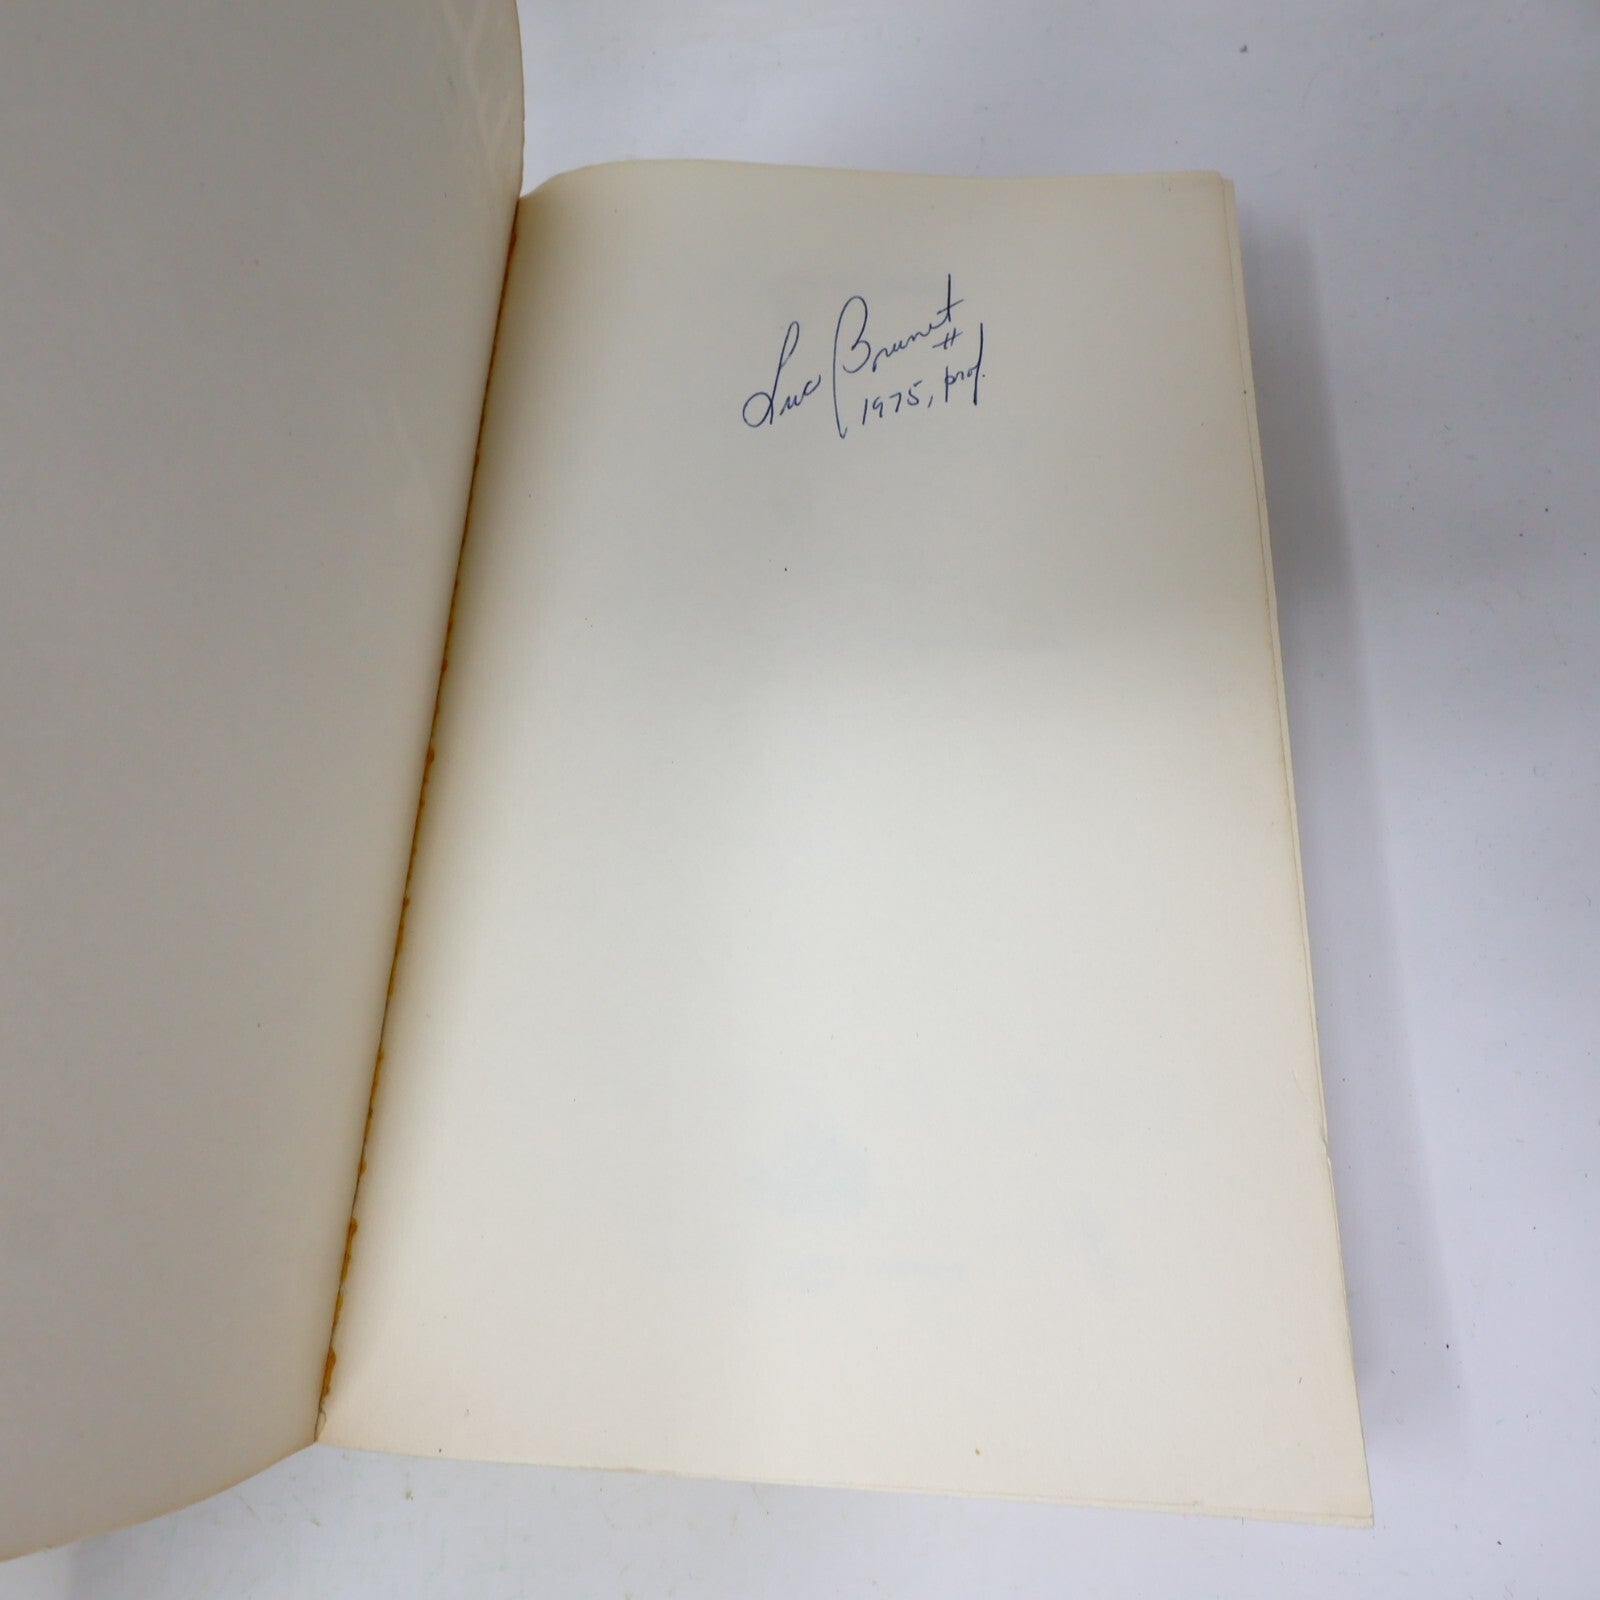 Luc Brunet
1975, prof.